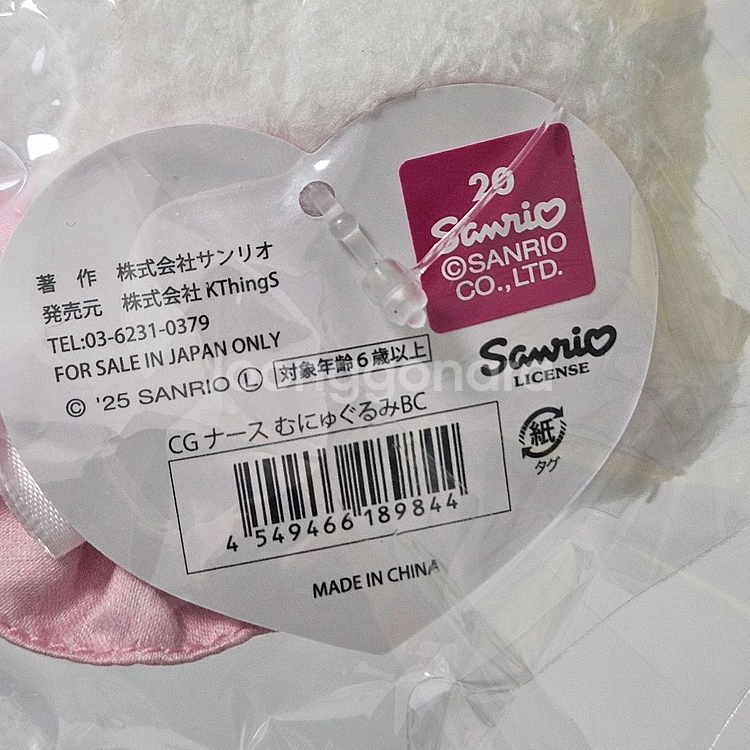 20
Sanrio
©SANRIO
CO.,LTD.
著 作 株式会社サンリオ
発売元 株式会社 KThingS
TEL:03-6231-0379
FOR SALE IN JAPAN ONLY
© '25 SANRIO Ⓛ 対象年齢6歳以上
Sanrio
LICENSE
CG ナース むにゅぐるみBC
紙
タグ
4 549466 189844
MADE IN CHINA
joonggonara